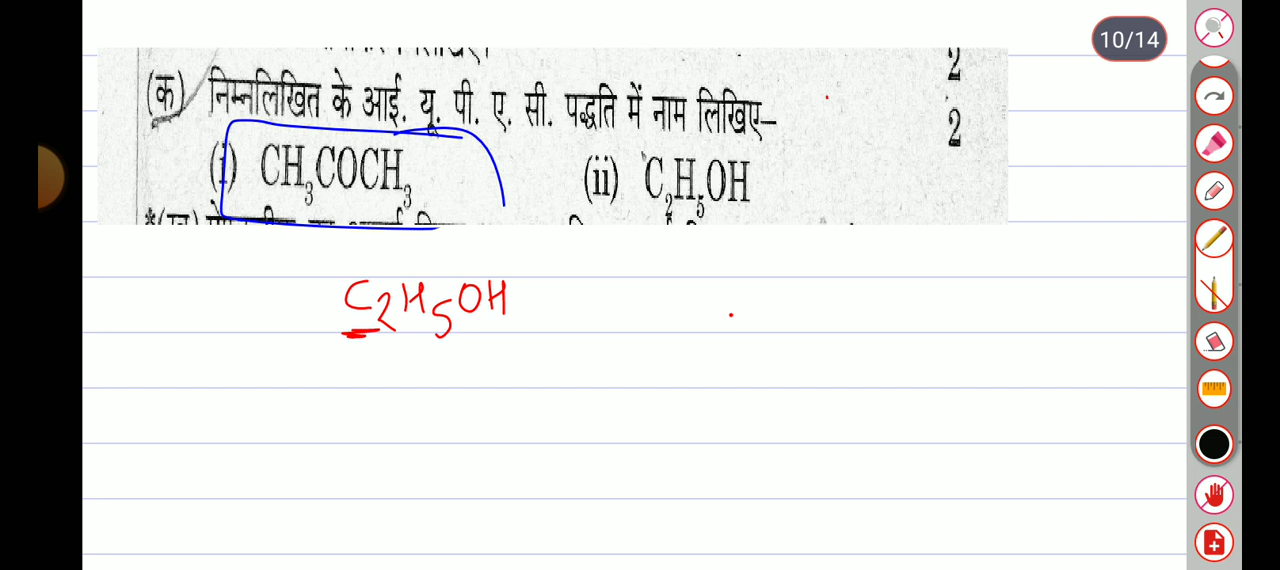 10/14
2
(क) निम्नलिखित के आई. यू. पी. ए. सी. पद्धति में नाम लिखिए– 2
(i) CH₃COCH₃ (ii) C₂H₅OH
C₂H₅OH